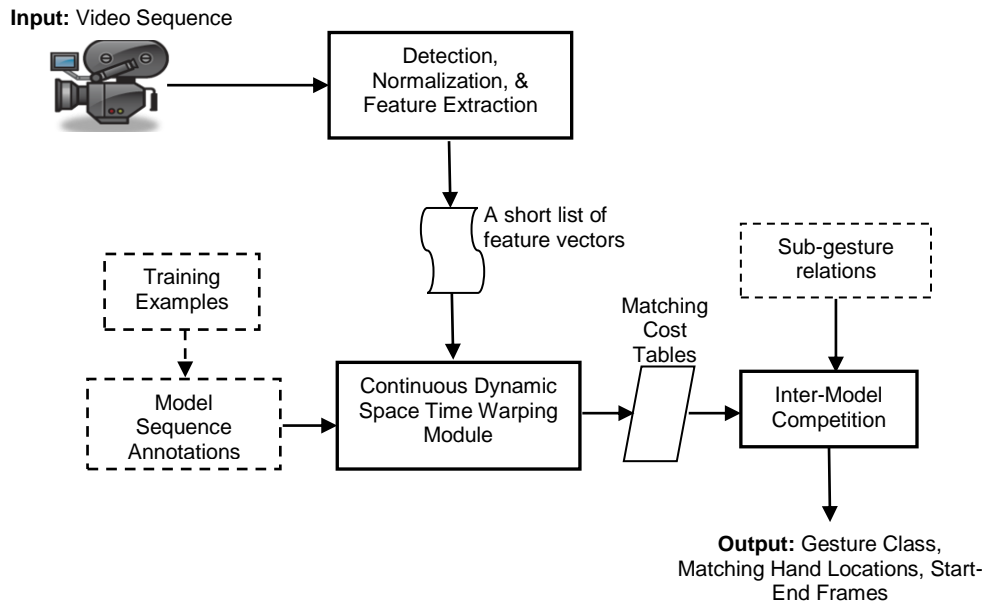 Input: Video Sequence
Detection,
Normalization, &
Feature Extraction
A short list of
feature vectors
Sub-gesture
relations
Training
Examples
Matching
Cost
Tables
Model
Sequence
Annotations
Continuous Dynamic
Space Time Warping
Module
Inter-Model
Competition
Output: Gesture Class,
Matching Hand Locations, Start-
End Frames